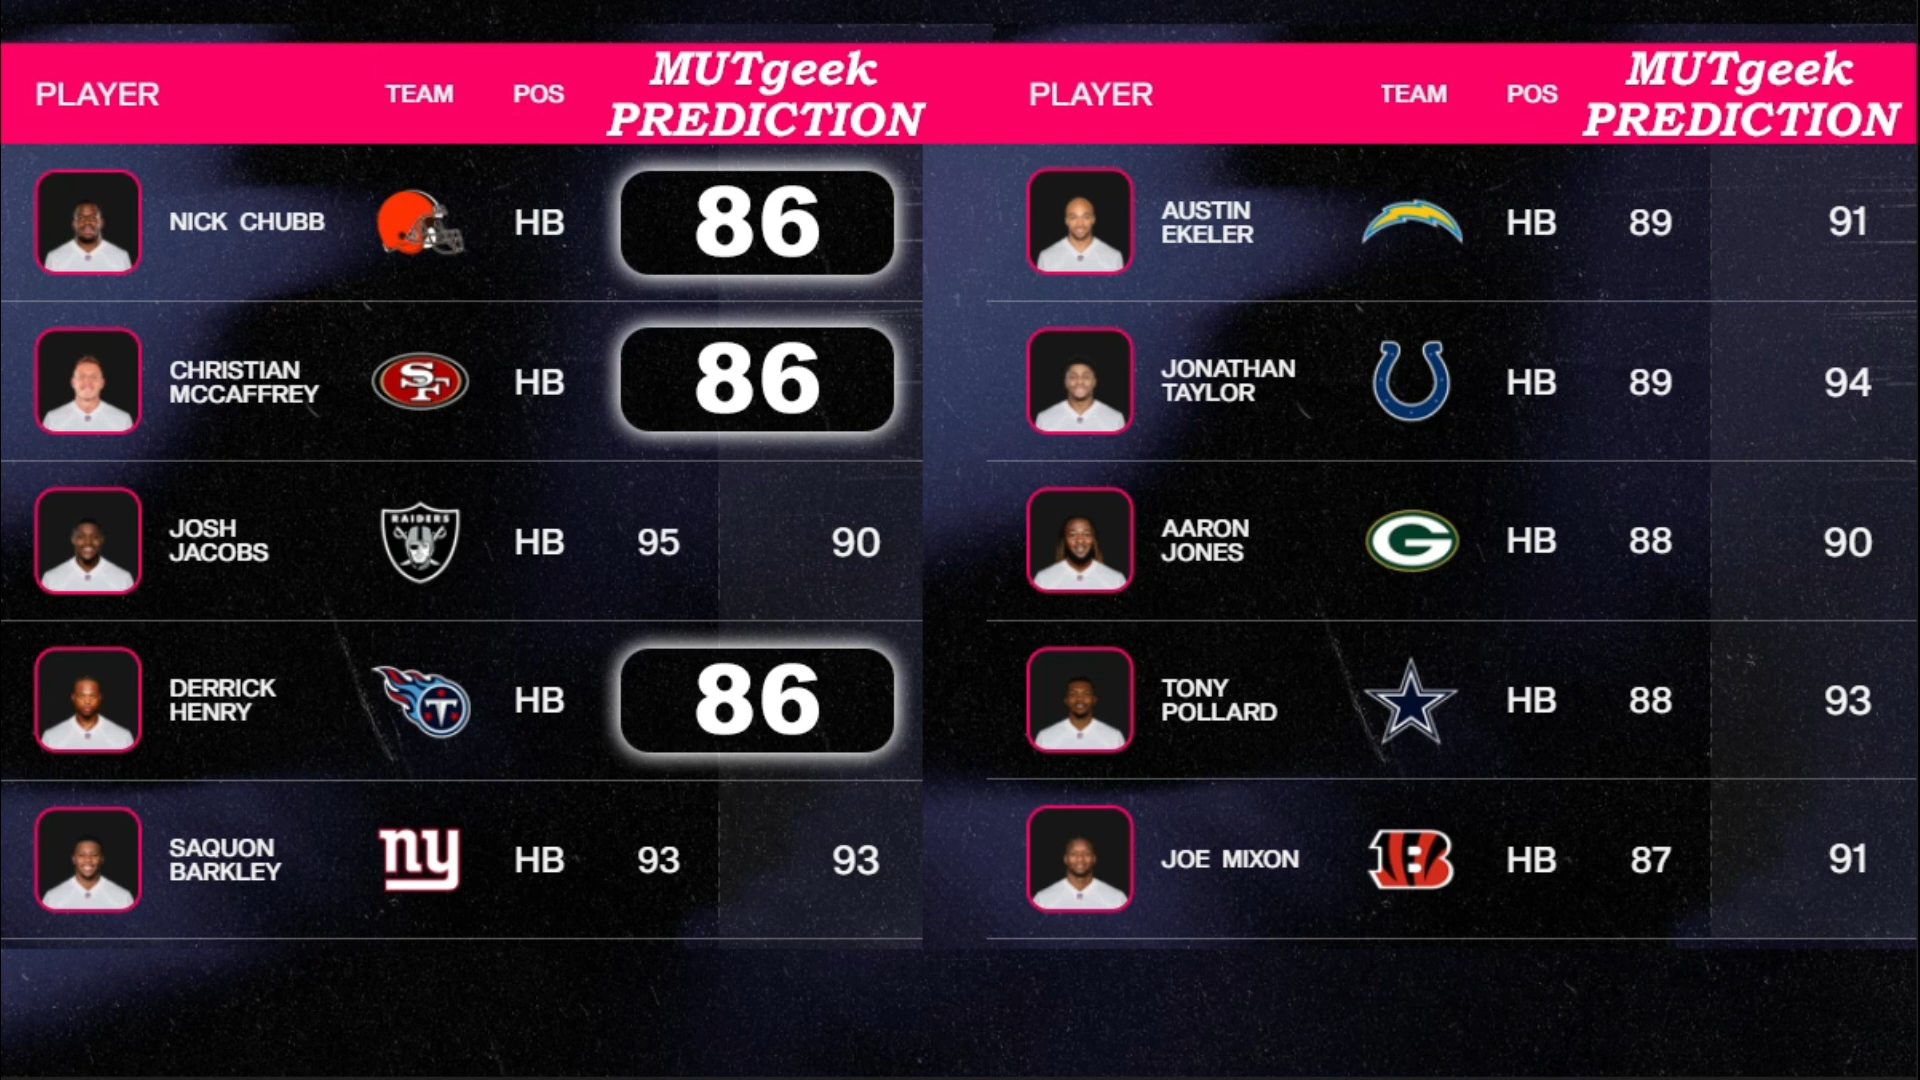 PLAYER TEAM POS MUTgeek PREDICTION
NICK CHUBB HB 86
CHRISTIAN MCCAFFREY SF HB 86
JOSH JACOBS RAIDERS HB 95 90
DERRICK HENRY T HB 86
SAQUON BARKLEY ny HB 93 93
PLAYER TEAM POS MUTgeek PREDICTION
AUSTIN EKELER HB 89 91
JONATHAN TAYLOR HB 89 94
AARON JONES G HB 88 90
TONY POLLARD HB 88 93
JOE MIXON B HB 87 91